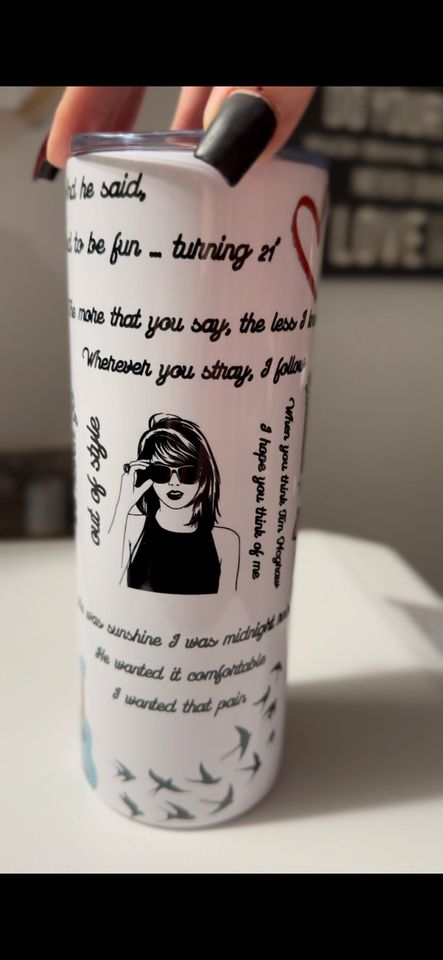 he said,
to be fun ... turning 21"
The more that you say, the less I
Wherever you stray, I follow
out of style
When you think Tim Mcgraw
I hope you think of me
was sunshine I was midnight
He wanted it comfortable
I wanted that pain
LOVE